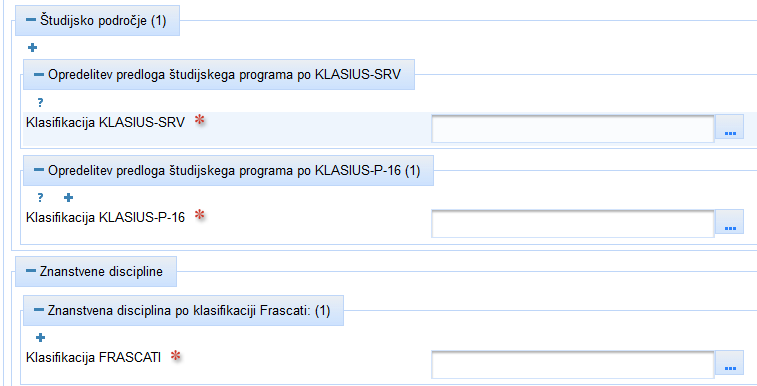 Študijsko področje (1)
Opredelitev predloga študijskega programa po KLASIUS-SRV
?
Klasifikacija KLASIUS-SRV *
...
Opredelitev predloga študijskega programa po KLASIUS-P-16 (1)
?
Klasifikacija KLASIUS-P-16 *
...
Znanstvene discipline
Znanstvena disciplina po klasifikaciji Frascati: (1)
Klasifikacija FRASCATI *
...